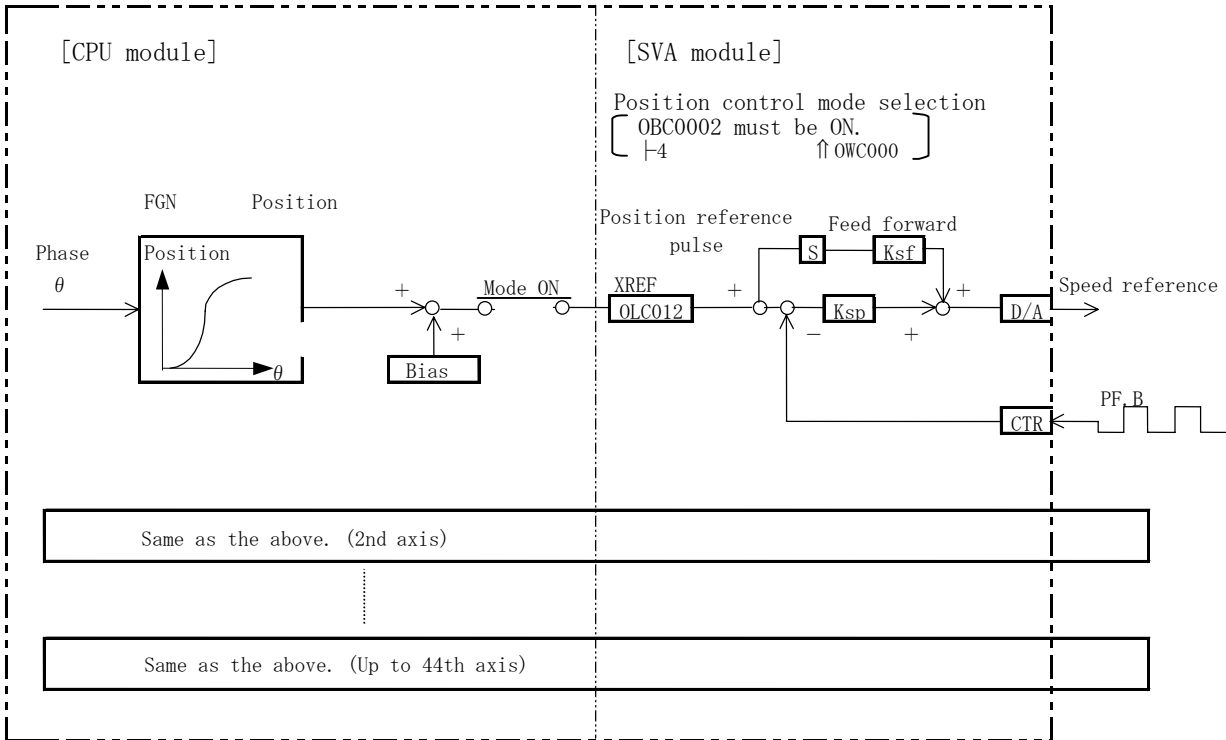 [CPU module]
[SVA module]
Position control mode selection
OBC0002 must be ON.
├4 ⇑OWC000
FGN Position
Phase
θ
Position
θ
+
+
Bias
Mode ON
Position reference
pulse
XREF
OLC012
Feed forward
S
Ksf
+
−
Ksp
+
+
D/A
Speed reference
CTR
PF.B
Same as the above. (2nd axis)
Same as the above. (Up to 44th axis)